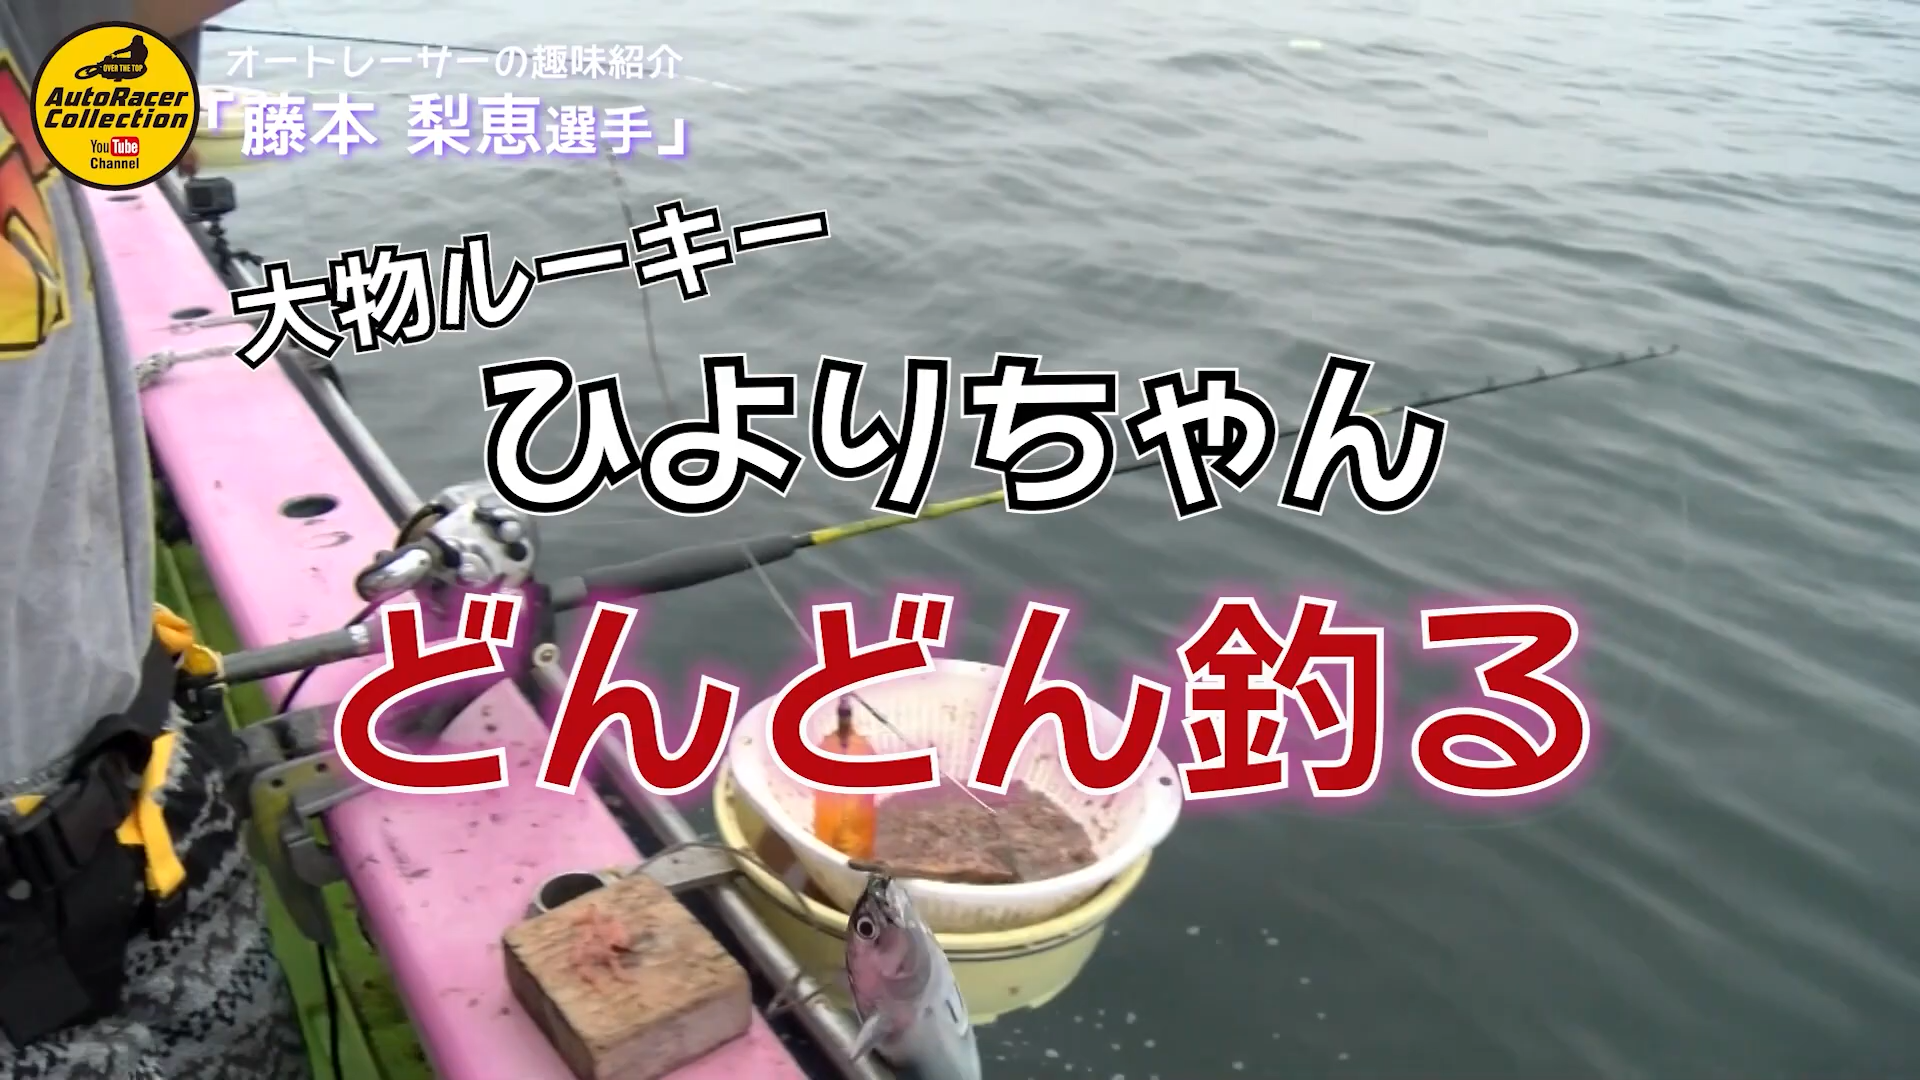 OVER THE TOP
AutoRacer
Collection
YouTube
Channel
オートレーサーの趣味紹介
「藤本 梨恵選手」
大物ルーキー
ひよりちゃん
どんどん釣る